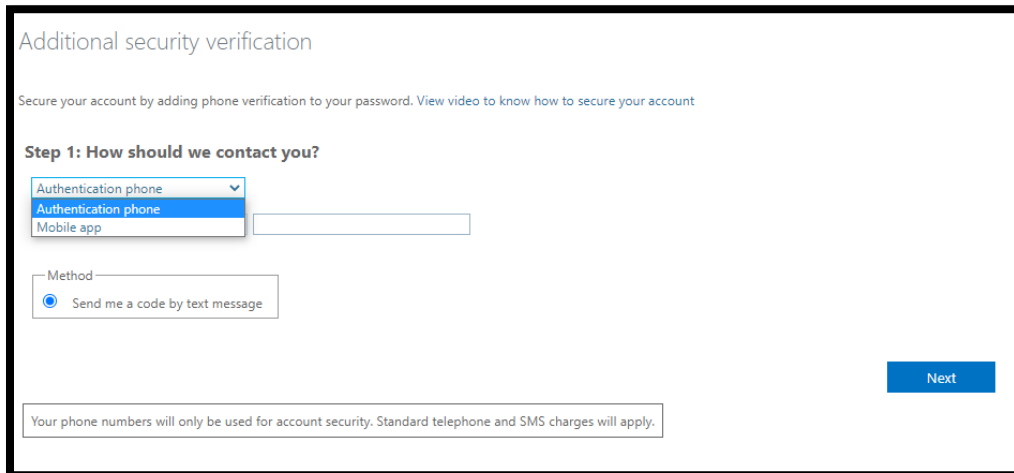 Additional security verification
Secure your account by adding phone verification to your password. View video to know how to secure your account
Step 1: How should we contact you?
Authentication phone
Authentication phone
Mobile app
Method
Send me a code by text message
Next
Your phone numbers will only be used for account security. Standard telephone and SMS charges will apply.